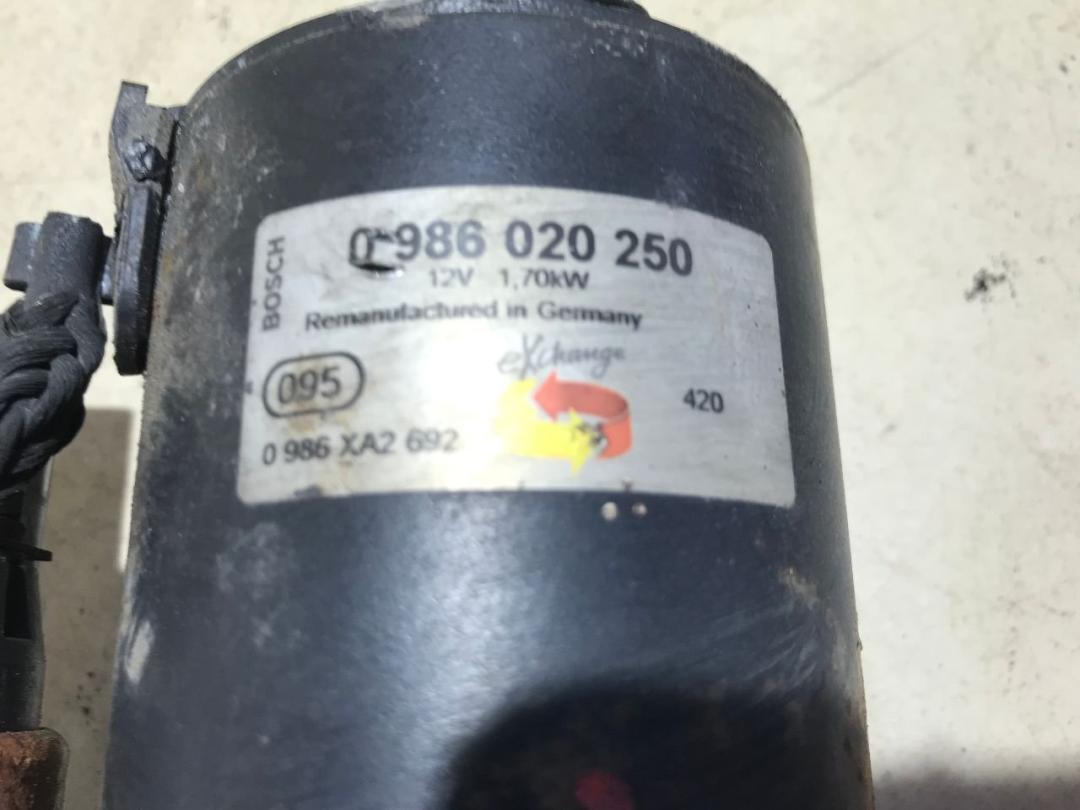 BOSCH
0 986 020 250
12V 1,70kW
Remanufactured in Germany
eXchange
095
420
0 986 XA2 692